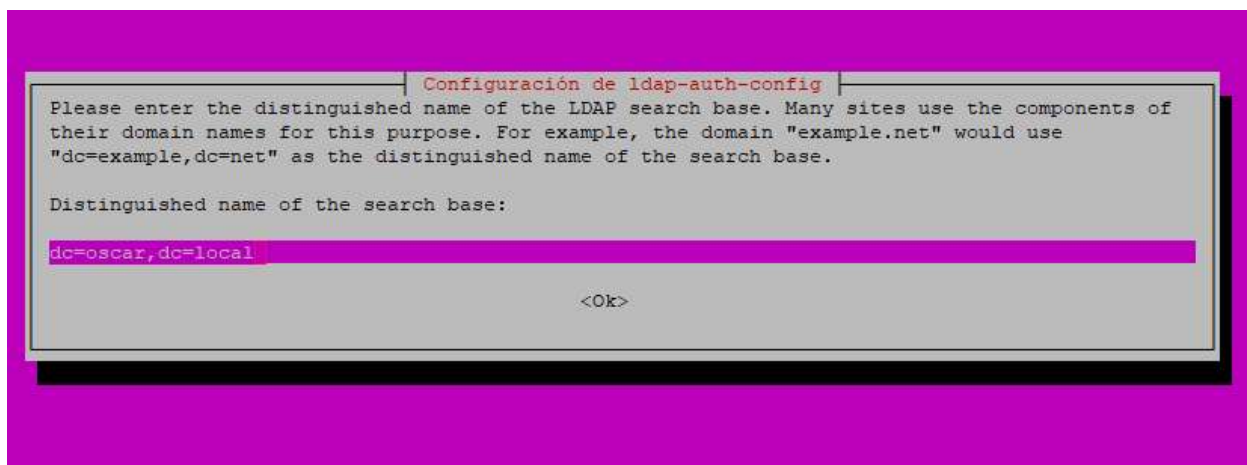 Configuración de ldap-auth-config
Please enter the distinguished name of the LDAP search base. Many sites use the components of
their domain names for this purpose. For example, the domain "example.net" would use
"dc=example,dc=net" as the distinguished name of the search base.
Distinguished name of the search base:
dc=oscar,dc=local
<Ok>